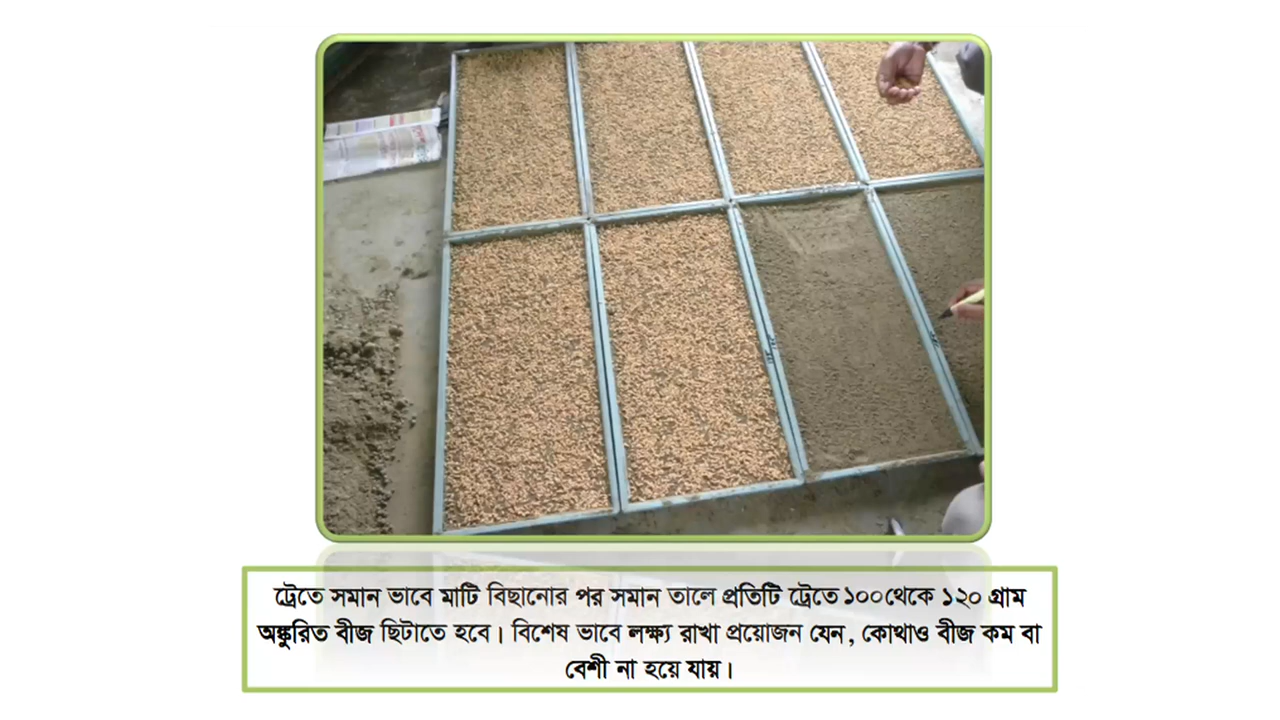 ট্রেতে সমান ভাবে মাটি বিছানোর পর সমান তালে প্রতিটি ট্রেতে ১০০থেকে ১২০ গ্রাম
অঙ্কুরিত বীজ ছিটাতে হবে। বিশেষ ভাবে লক্ষ্য রাখা প্রয়োজন যেন, কোথাও বীজ কম বা
বেশী না হয়ে যায়।